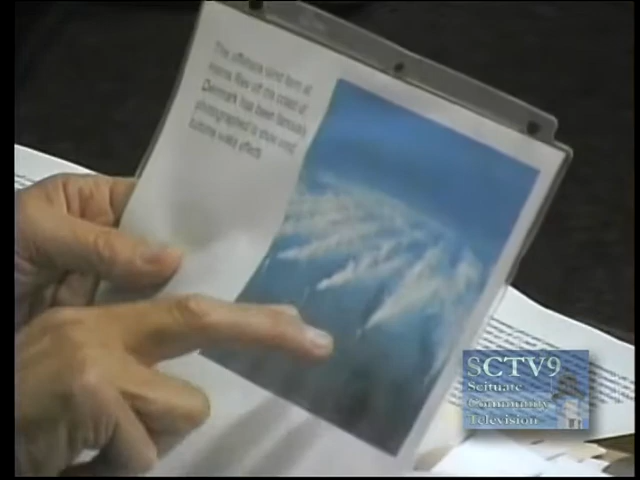 The offshore wind farm at
Horns Rev off the coast of
Denmark has been famously
photographed to show wind
turbine wake effects
SCTV9
Scituate
Community
Television